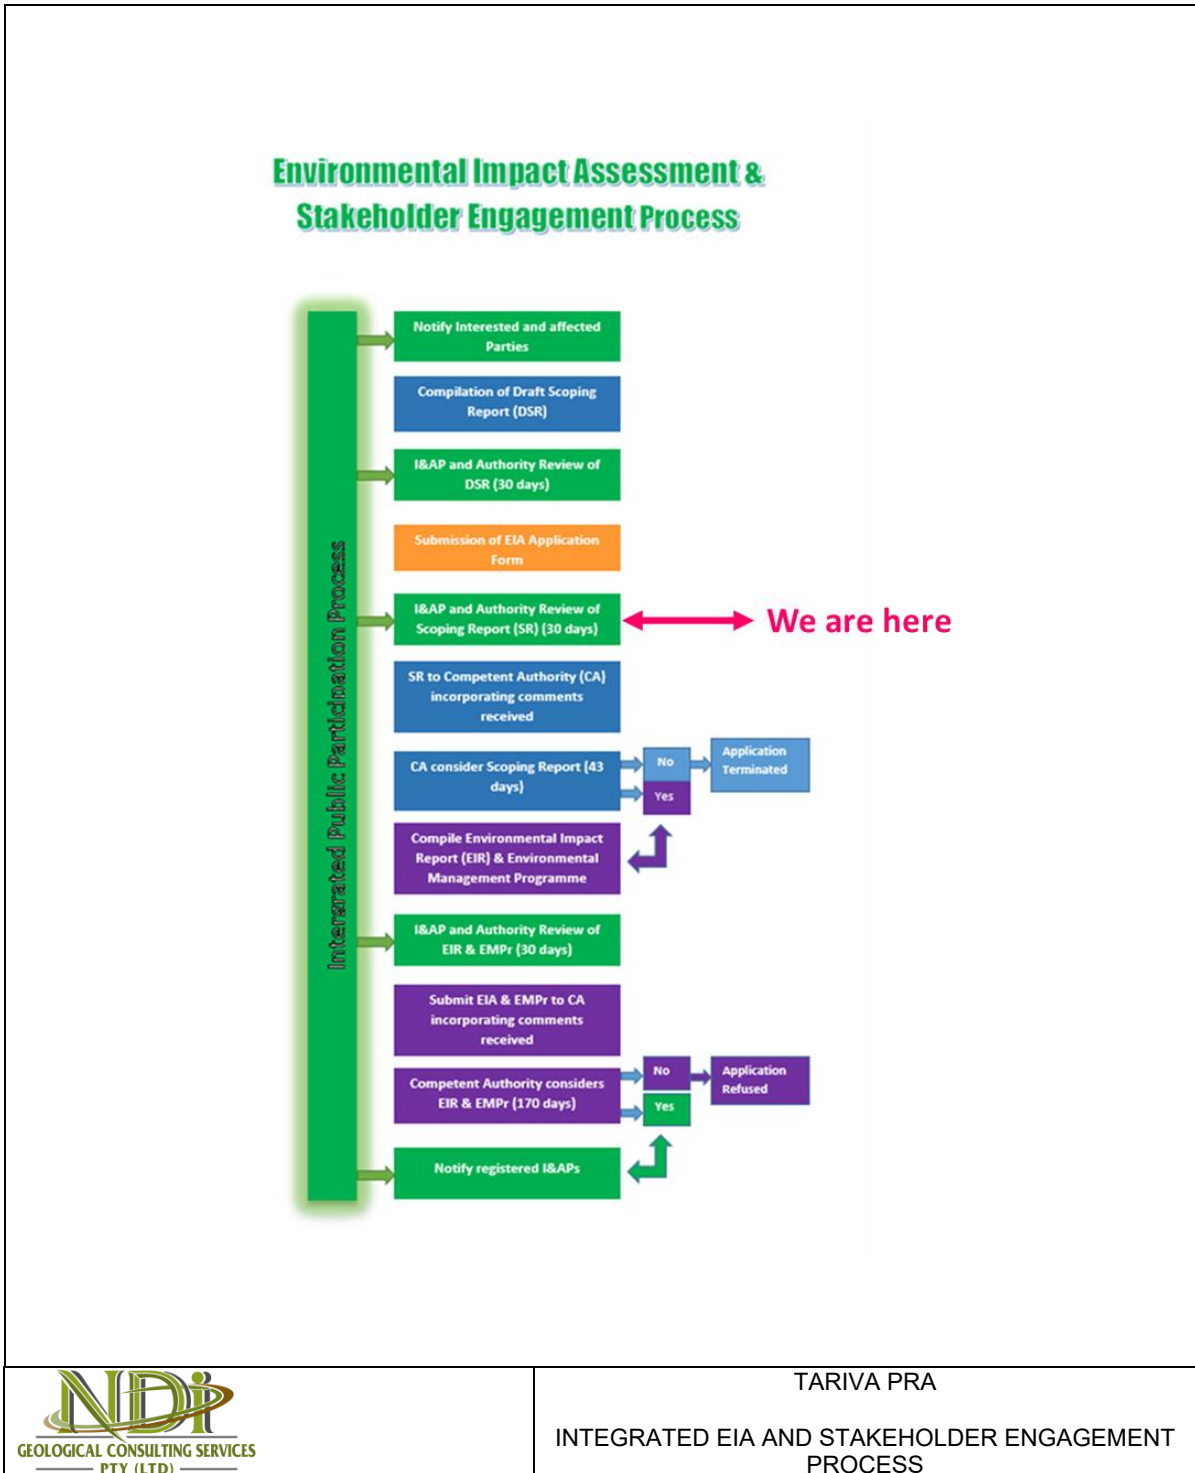 Environmental Impact Assessment &
Stakeholder Engagement Process
Intergrated Public Participation Process
Notify Interested and affected
Parties
Compilation of Draft Scoping
Report (DSR)
I&AP and Authority Review of
DSR (30 days)
Submission of EIA Application
Form
I&AP and Authority Review of
Scoping Report (SR) (30 days)
We are here
SR to Competent Authority (CA)
incorporating comments
received
CA consider Scoping Report (43
days)
No
Yes
Application
Terminated
Compile Environmental Impact
Report (EIR) & Environmental
Management Programme
I&AP and Authority Review of
EIR & EMPr (30 days)
Submit EIA & EMPr to CA
incorporating comments
received
Competent Authority considers
EIR & EMPr (170 days)
No
Yes
Application
Refused
Notify registered I&APs
NDi
GEOLOGICAL CONSULTING SERVICES
PTY (LTD)
TARIVA PRA
INTEGRATED EIA AND STAKEHOLDER ENGAGEMENT
PROCESS